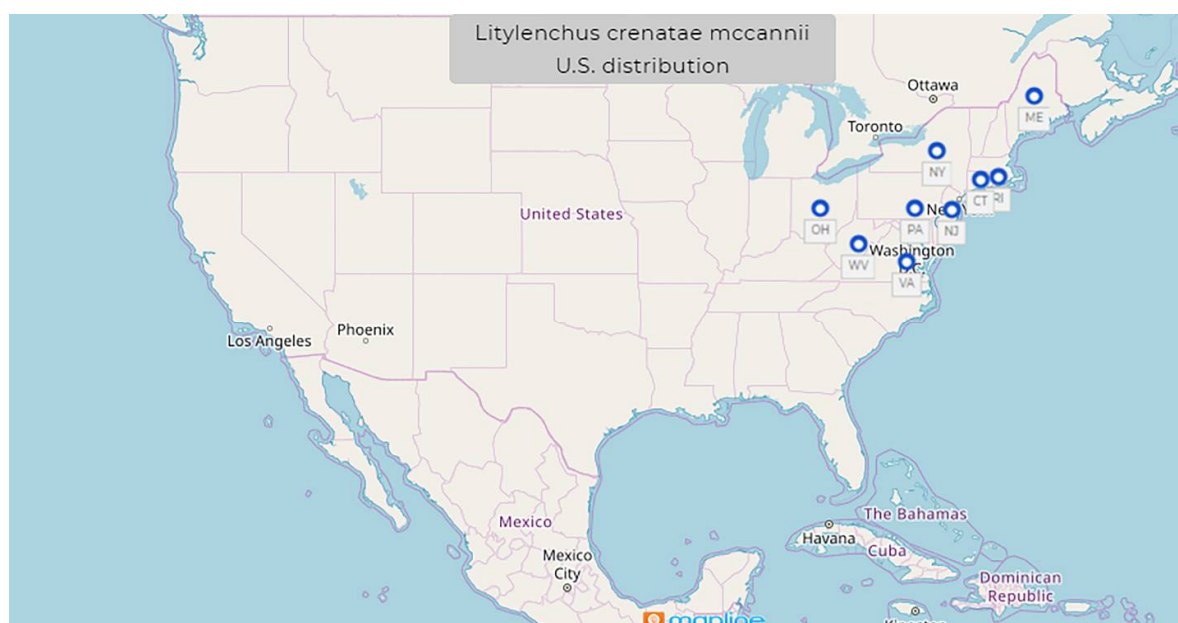 Litylenchus crenatae mccannii
U.S. distribution
Ottawa
ME
Toronto
NY
CT
RI
United States
OH
PA
NJ
WV
Washington
D.C.
VA
Phoenix
Los Angeles
The Bahamas
Mexico
Havana
Cuba
Mexico
City
Dominican
Republic
mapline